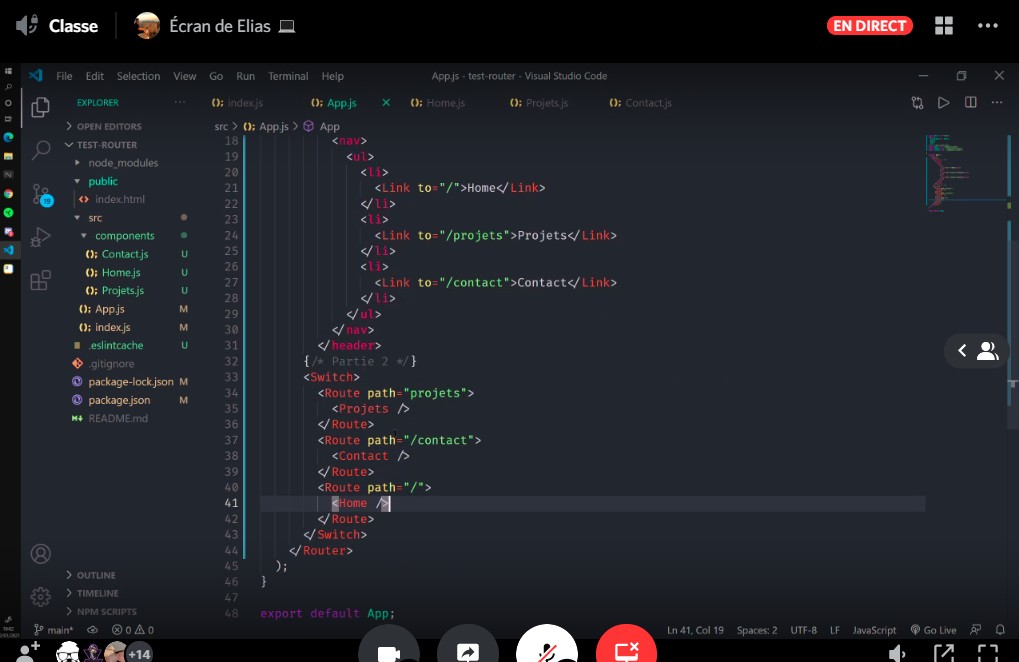 Classe
Écran de Elias
EN DIRECT
File Edit Selection View Go Run Terminal Help
App.js - test-router - Visual Studio Code
EXPLORER
index.js App.js Home.js Projets.js Contact.js
OPEN EDITORS
TEST-ROUTER
node_modules
public
index.html
src
components
Contact.js U
Home.js U
Projets.js U
App.js M
index.js M
.eslintcache U
.gitignore
package-lock.json M
package.json M
README.md
OUTLINE
TIMELINE
NPM SCRIPTS
19
src > App.js > App
18 <nav>
19 <ul>
20 <li>
21 <Link to="/">Home</Link>
22 </li>
23 <li>
24 <Link to="/projets">Projets</Link>
25 </li>
26 <li>
27 <Link to="/contact">Contact</Link>
28 </li>
29 </ul>
30 </nav>
31 </header>
32 {/* Partie 2 */}
33 <Switch>
34 <Route path="projets">
35 <Projets />
36 </Route>
37 <Route path="/contact">
38 <Contact />
39 </Route>
40 <Route path="/">
41 <Home />
42 </Route>
43 </Switch>
44 </Router>
45 );
46 }
47
48 export default App;
main* 0 0
Ln 41, Col 19 Spaces: 2 UTF-8 LF JavaScript Go Live
+14